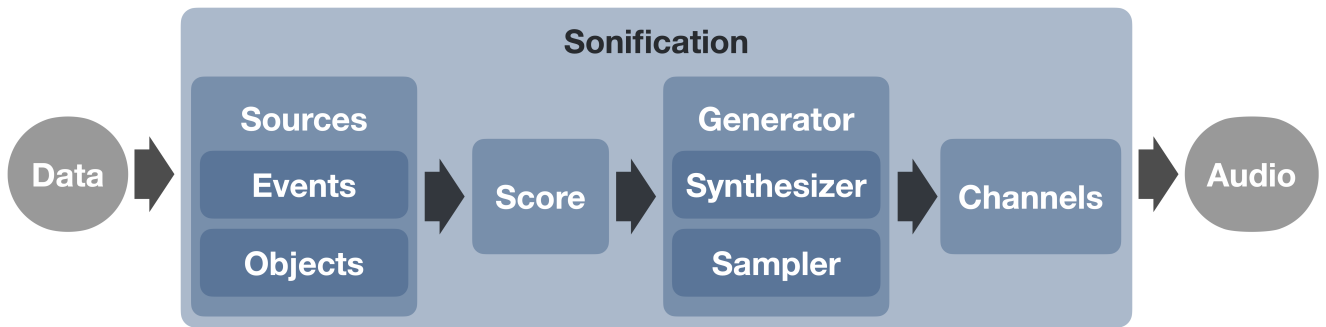 Sonification
Data
Sources
Events
Objects
Score
Generator
Synthesizer
Sampler
Channels
Audio